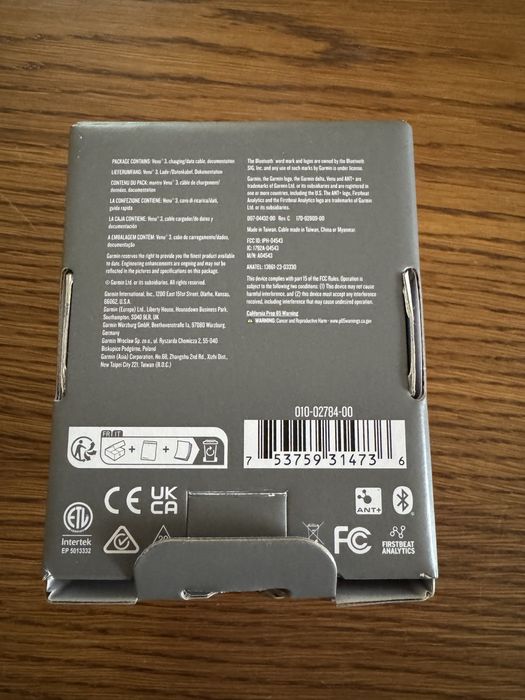 PACKAGE CONTAINS: Venu® 3, charging/data cable, documentation
LIEFERUMFANG: Venu® 3, Lade-/Datenkabel, Dokumentation
CONTENU DU PACK: montre Venu® 3, câble de chargement/
données, documentation
LA CONFEZIONE CONTIENE: Venu® 3, cavo di ricarica/dati,
guida rapida
LA CAJA CONTIENE: Venu® 3, cable cargador/de datos y
documentación
A EMBALAGEM CONTÉM: Venu® 3, cabo de carregamento/dados,
documentação
Garmin reserves the right to provide you the finest product available
to date. Engineering enhancements are ongoing and may not be
reflected in the pictures and specifications on this package.
© Garmin Ltd. or its subsidiaries. All rights reserved.
Garmin International, Inc., 1200 East 151st Street, Olathe, Kansas,
66062, U.S.A.
Garmin (Europe) Ltd., Liberty House, Hounsdown Business Park,
Southampton, SO40 9LR, UK
Garmin Würzburg GmbH, Beethovenstraße 1a, 97080 Würzburg,
Germany
Garmin Wroclaw Sp. zo.o., ul. Ryszarda Chomicza 2, 55-040
Biskupice Podgórne, Poland
Garmin (Asia) Corporation, No.68, Zhangshu 2nd Rd., Xizhi Dist.,
New Taipei City 221, Taiwan (R.O.C.)
The Bluetooth® word mark and logos are owned by the Bluetooth
SIG, Inc. and any use of such marks by Garmin is under license.
Garmin, the Garmin logo, the Garmin delta, Venu and ANT+ are
trademarks of Garmin Ltd. or its subsidiaries and are registered in
one or more countries, including the U.S. The ANT+ logo, Firstbeat
Analytics and the Firstbeat Analytics logo are trademarks of Garmin
Ltd. or its subsidiaries.
007-04432-00 Rev. C 170-02909-00
Made in Taiwan. Cable made in Taiwan, China or Myanmar.
FCC ID: IPH-04543
IC: 1792A-04543
M/N: A04543
ANATEL: 13861-23-03330
This device complies with part 15 of the FCC Rules. Operation is
subject to the following two conditions: (1) This device may not cause
harmful interference, and (2) this device must accept any interference
received, including interference that may cause undesired operation.
California Prop 65 Warning
WARNING: Cancer and Reproductive Harm - www.p65warnings.ca.gov
FR IT
010-02784-00
7 53759 31473 6
ETL
Intertek
EP 5013332
CE
UK
CA
20
ANT+
FC
FIRSTBEAT
ANALYTICS